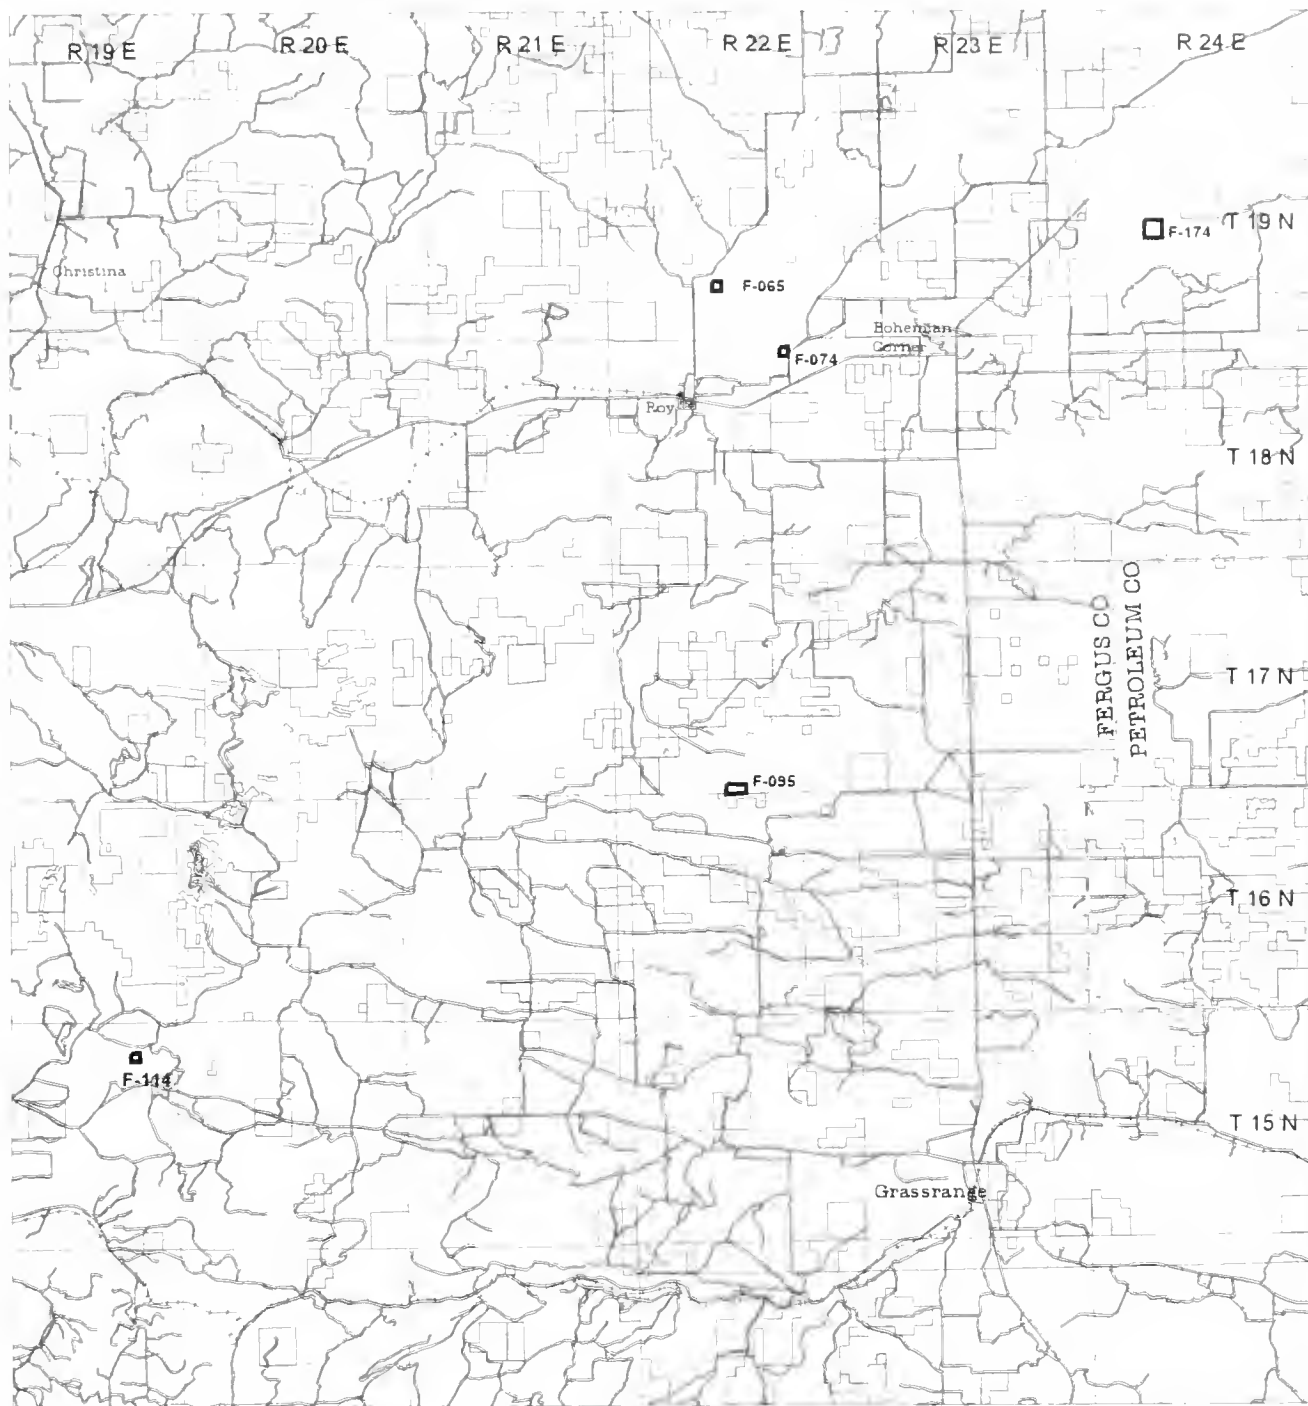 R 19 E
R 20 E
R 21 E
R 22 E
R 23 E
R 24 E
F-174
T 19 N
Christina
F-065
Bohemian
Corner
F-074
Roy
T 18 N
FERGUS CO
PETROLEUM CO
T 17 N
F-095
T 16 N
F-114
T 15 N
Grassrange